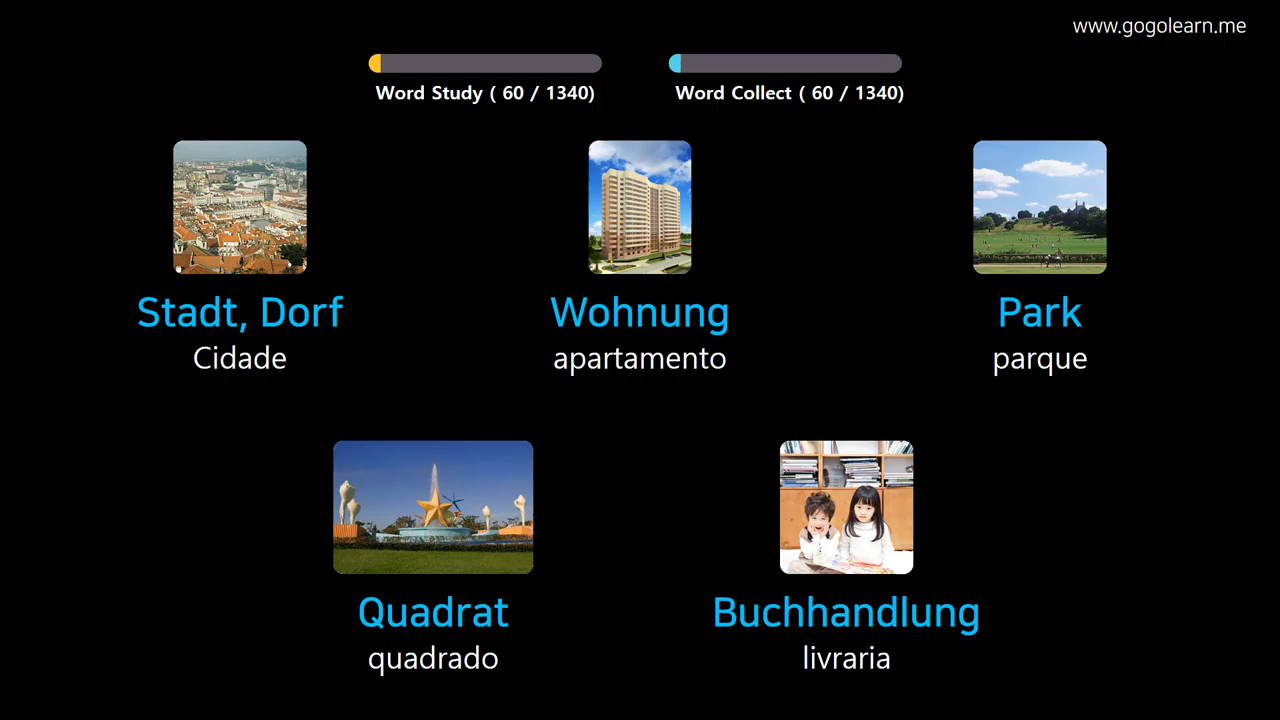 www.gogolearn.me
Word Study ( 60 / 1340)
Word Collect ( 60 / 1340)
Stadt, Dorf
Cidade
Wohnung
apartamento
Park
parque
Quadrat
quadrado
Buchhandlung
livraria